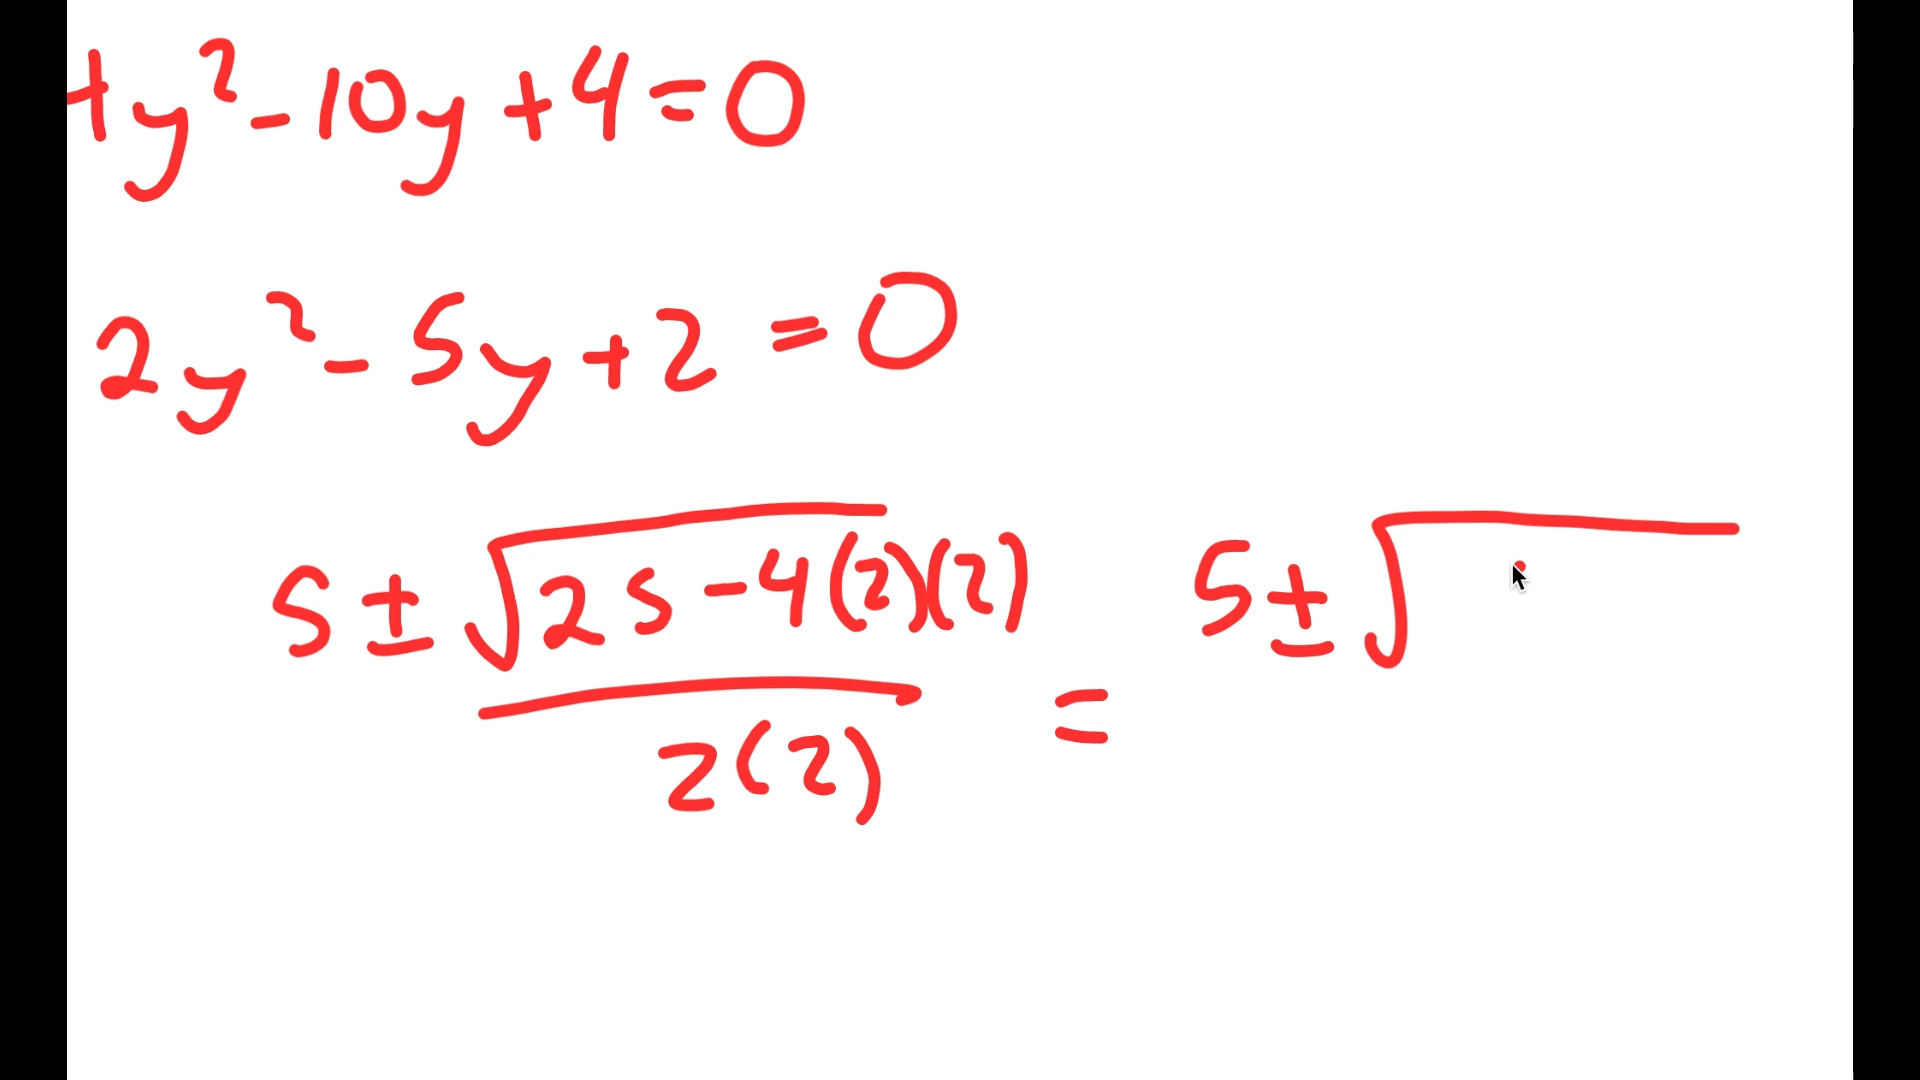 4y² - 10y + 4 = 0
2y² - 5y + 2 = 0
5 ± √25 - 4(2)(2)
2(2)
= 5 ± √